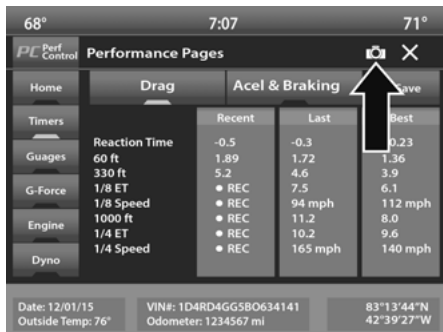 68° 7:07 71°
PC Perf Control Performance Pages
Home Drag Acel & Braking Save
Timers Recent Last Best
Reaction Time -0.5 -0.3 -0.23
60 ft 1.89 1.72 1.36
Guages 330 ft 5.2 4.6 3.9
1/8 ET REC 7.5 6.1
G-Force 1/8 Speed REC 94 mph 112 mph
1000 ft REC 11.2 8.0
Engine 1/4 ET REC 10.2 9.6
1/4 Speed REC 165 mph 140 mph
Dyno
Date: 12/01/15 VIN#: 1D4RD4GG5BO634141 83°13'44"N
Outside Temp: 76° Odometer: 1234567 mi 42°39'27"W